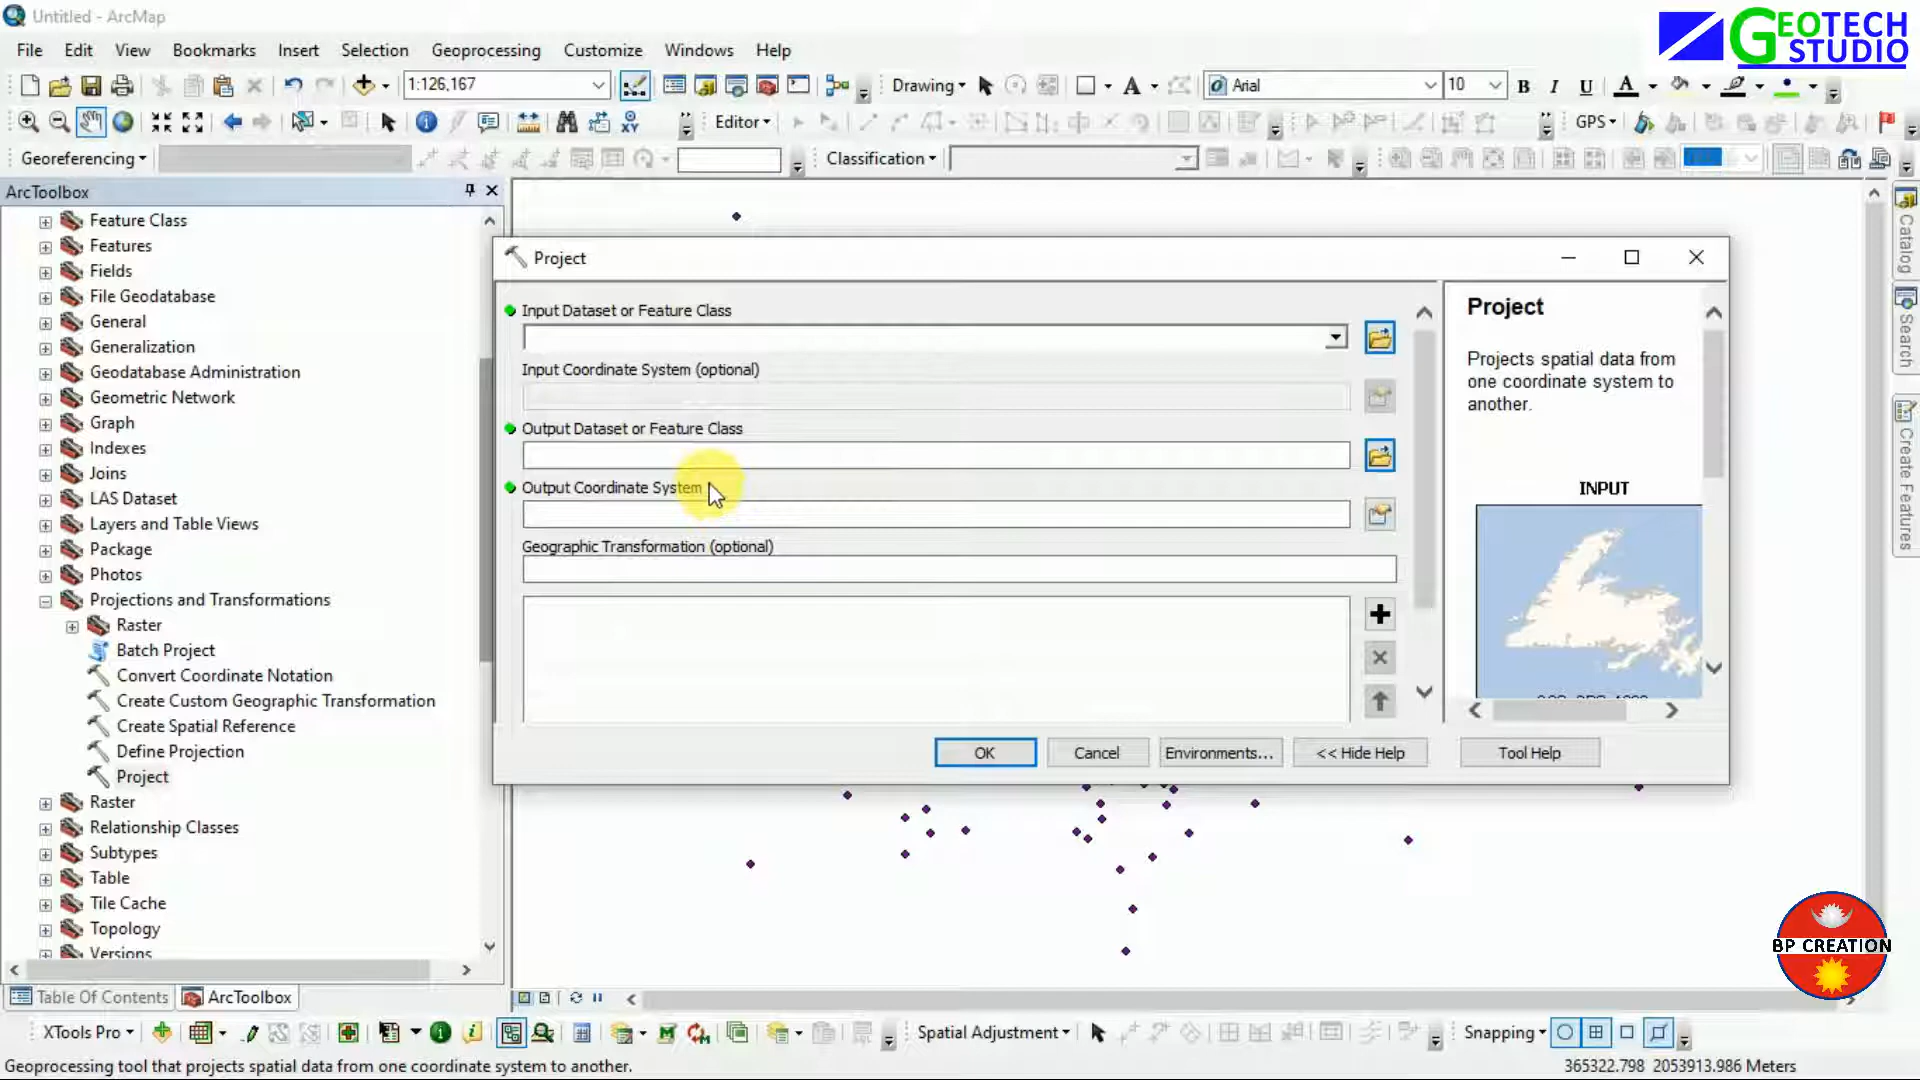 Untitled - ArcMap
GEOTECH
STUDIO
File Edit View Bookmarks Insert Selection Geoprocessing Customize Windows Help
1:126,167 Drawing Arial 10 B I U A
Editor GPS
Georeferencing Classification
ArcToolbox
Feature Class
Features
Fields
File Geodatabase
General
Generalization
Geodatabase Administration
Geometric Network
Graph
Indexes
Joins
LAS Dataset
Layers and Table Views
Package
Photos
Projections and Transformations
Raster
Batch Project
Convert Coordinate Notation
Create Custom Geographic Transformation
Create Spatial Reference
Define Projection
Project
Raster
Relationship Classes
Subtypes
Table
Tile Cache
Topology
Versions
Project
Input Dataset or Feature Class
Input Coordinate System (optional)
Output Dataset or Feature Class
Output Coordinate System
Geographic Transformation (optional)
OK Cancel Environments... << Hide Help Tool Help
Project
Projects spatial data from
one coordinate system to
another.
INPUT
Catalog
Search
Create Features
BP CREATION
Table Of Contents ArcToolbox
XTools Pro Spatial Adjustment Snapping
Geoprocessing tool that projects spatial data from one coordinate system to another.
365322.798 2053913.986 Meters